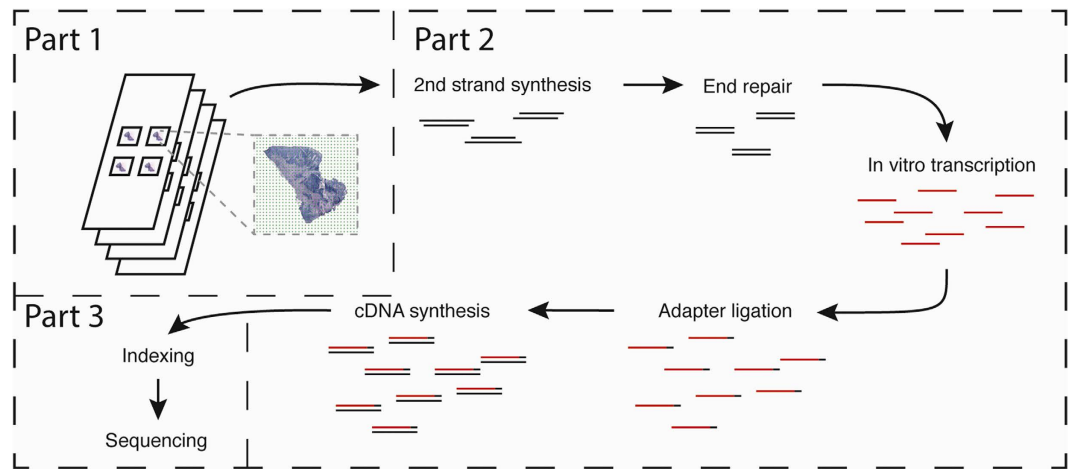 Part 1
Part 2
2nd strand synthesis
End repair
In vitro transcription
Adapter ligation
cDNA synthesis
Part 3
Indexing
Sequencing